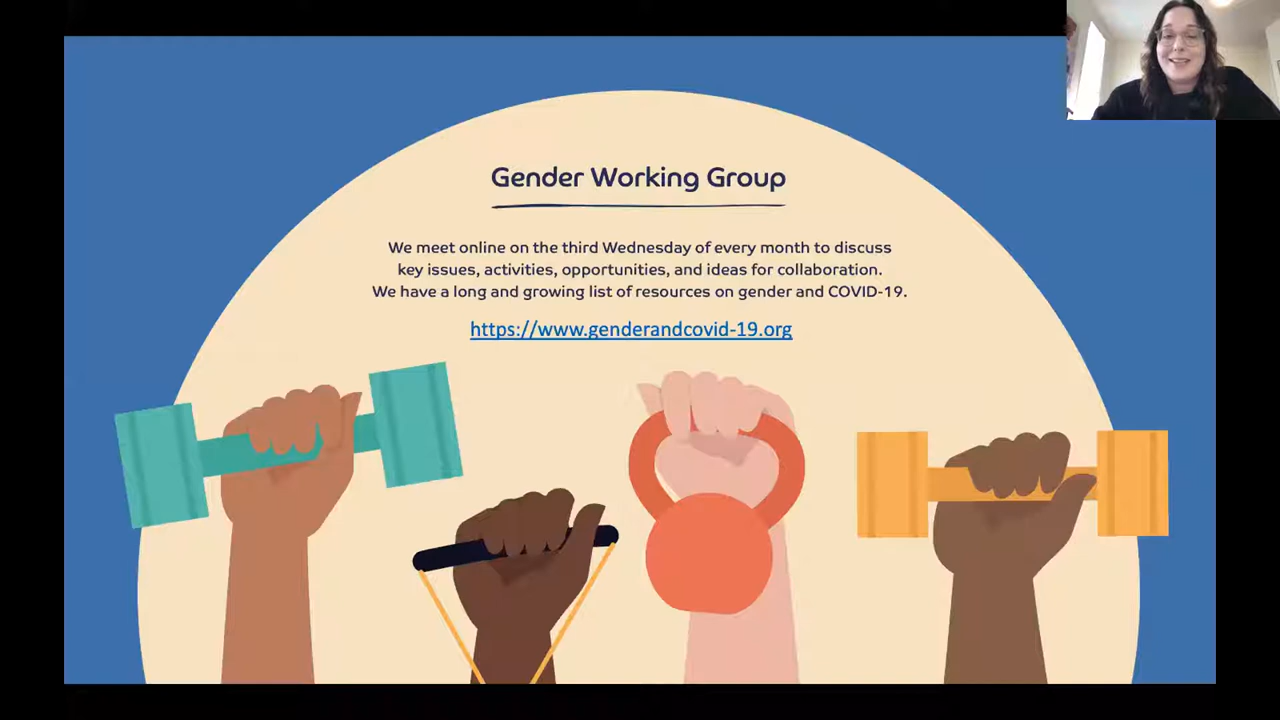 Gender Working Group
We meet online on the third Wednesday of every month to discuss
key issues, activities, opportunities, and ideas for collaboration.
We have a long and growing list of resources on gender and COVID-19.
https://www.genderandcovid-19.org